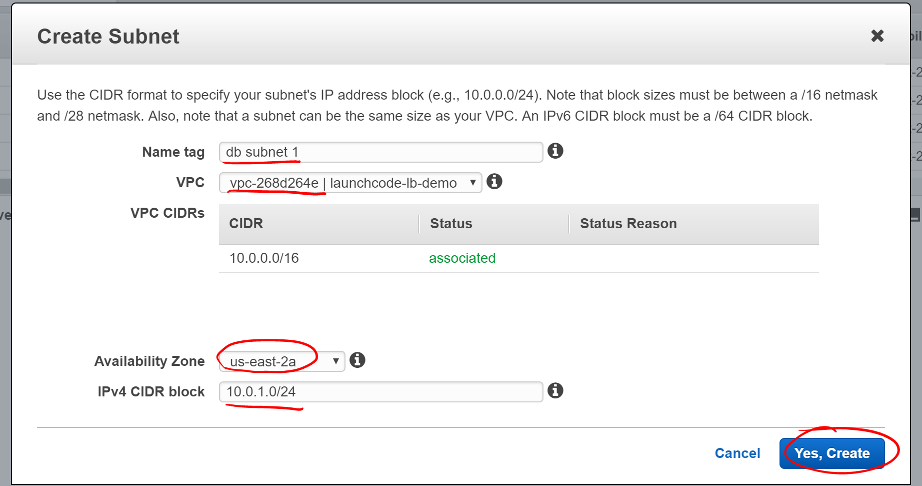 Create Subnet
Use the CIDR format to specify your subnet's IP address block (e.g., 10.0.0.0/24). Note that block sizes must be between a /16 netmask
and /28 netmask. Also, note that a subnet can be the same size as your VPC. An IPv6 CIDR block must be a /64 CIDR block.
Name tag db subnet 1
VPC vpc-268d264e | launchcode-lb-demo
VPC CIDRs
CIDR Status Status Reason
10.0.0.0/16 associated
Availability Zone us-east-2a
IPv4 CIDR block 10.0.1.0/24
Cancel Yes, Create